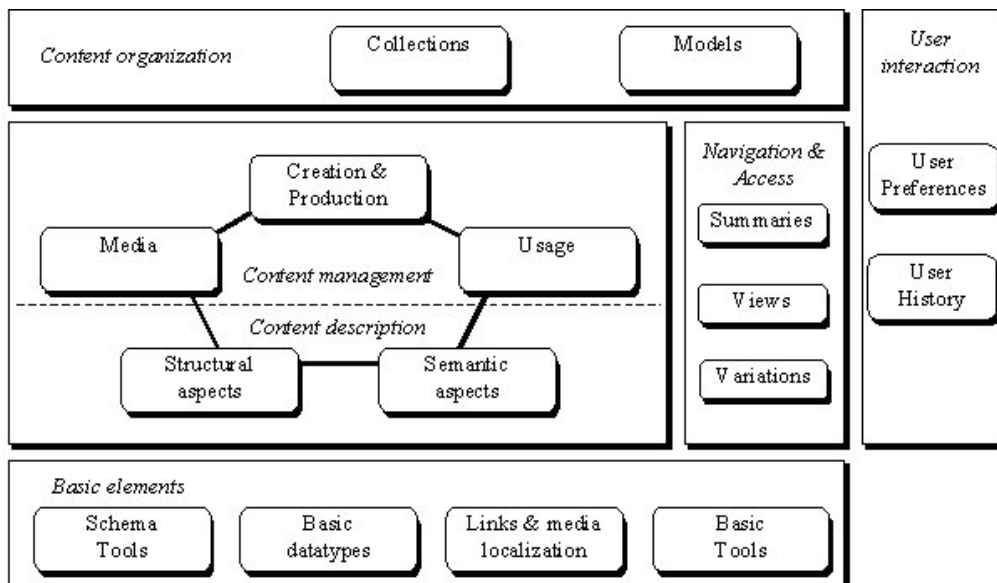 Content organization
Collections
Models
User
interaction
User
Preferences
User
History
Creation &
Production
Media
Usage
Content management
Content description
Structural
aspects
Semantic
aspects
Navigation &
Access
Summaries
Views
Variations
Basic elements
Schema
Tools
Basic
datatypes
Links & media
localization
Basic
Tools